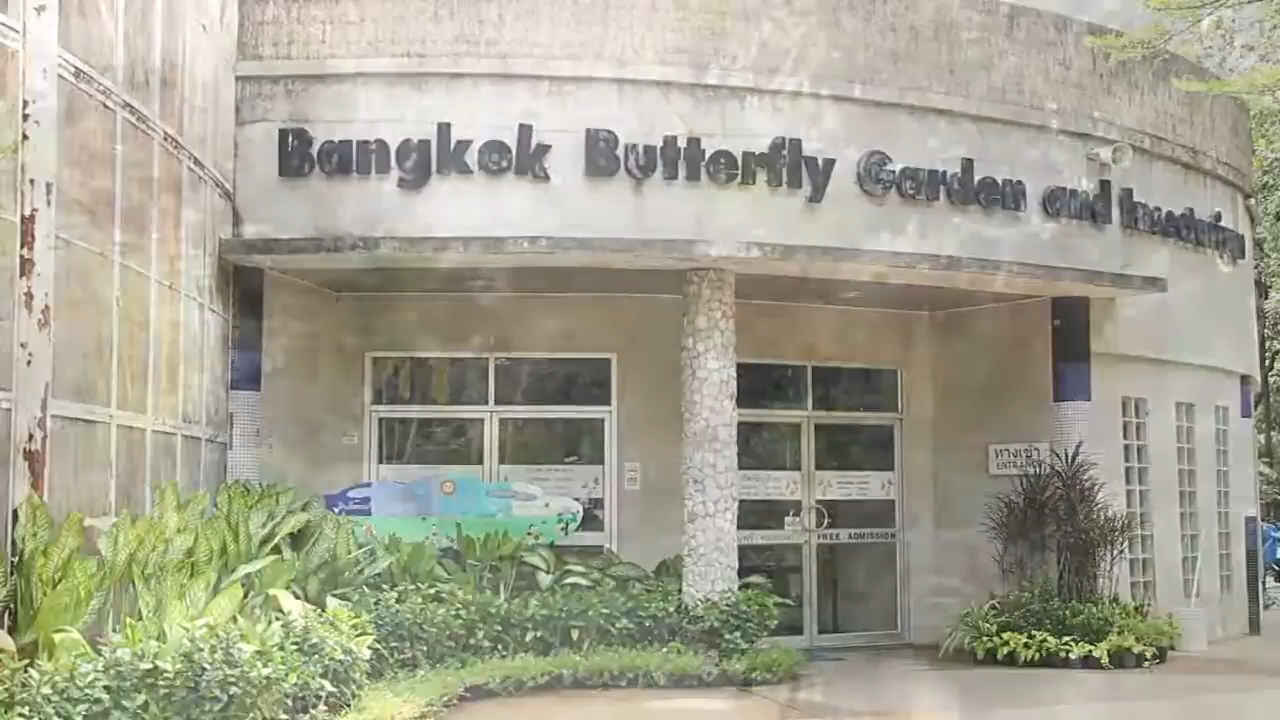 Bangkok Butterfly Garden and Insectarium
ทางเข้า
ENTRANCE
FREE ADMISSION